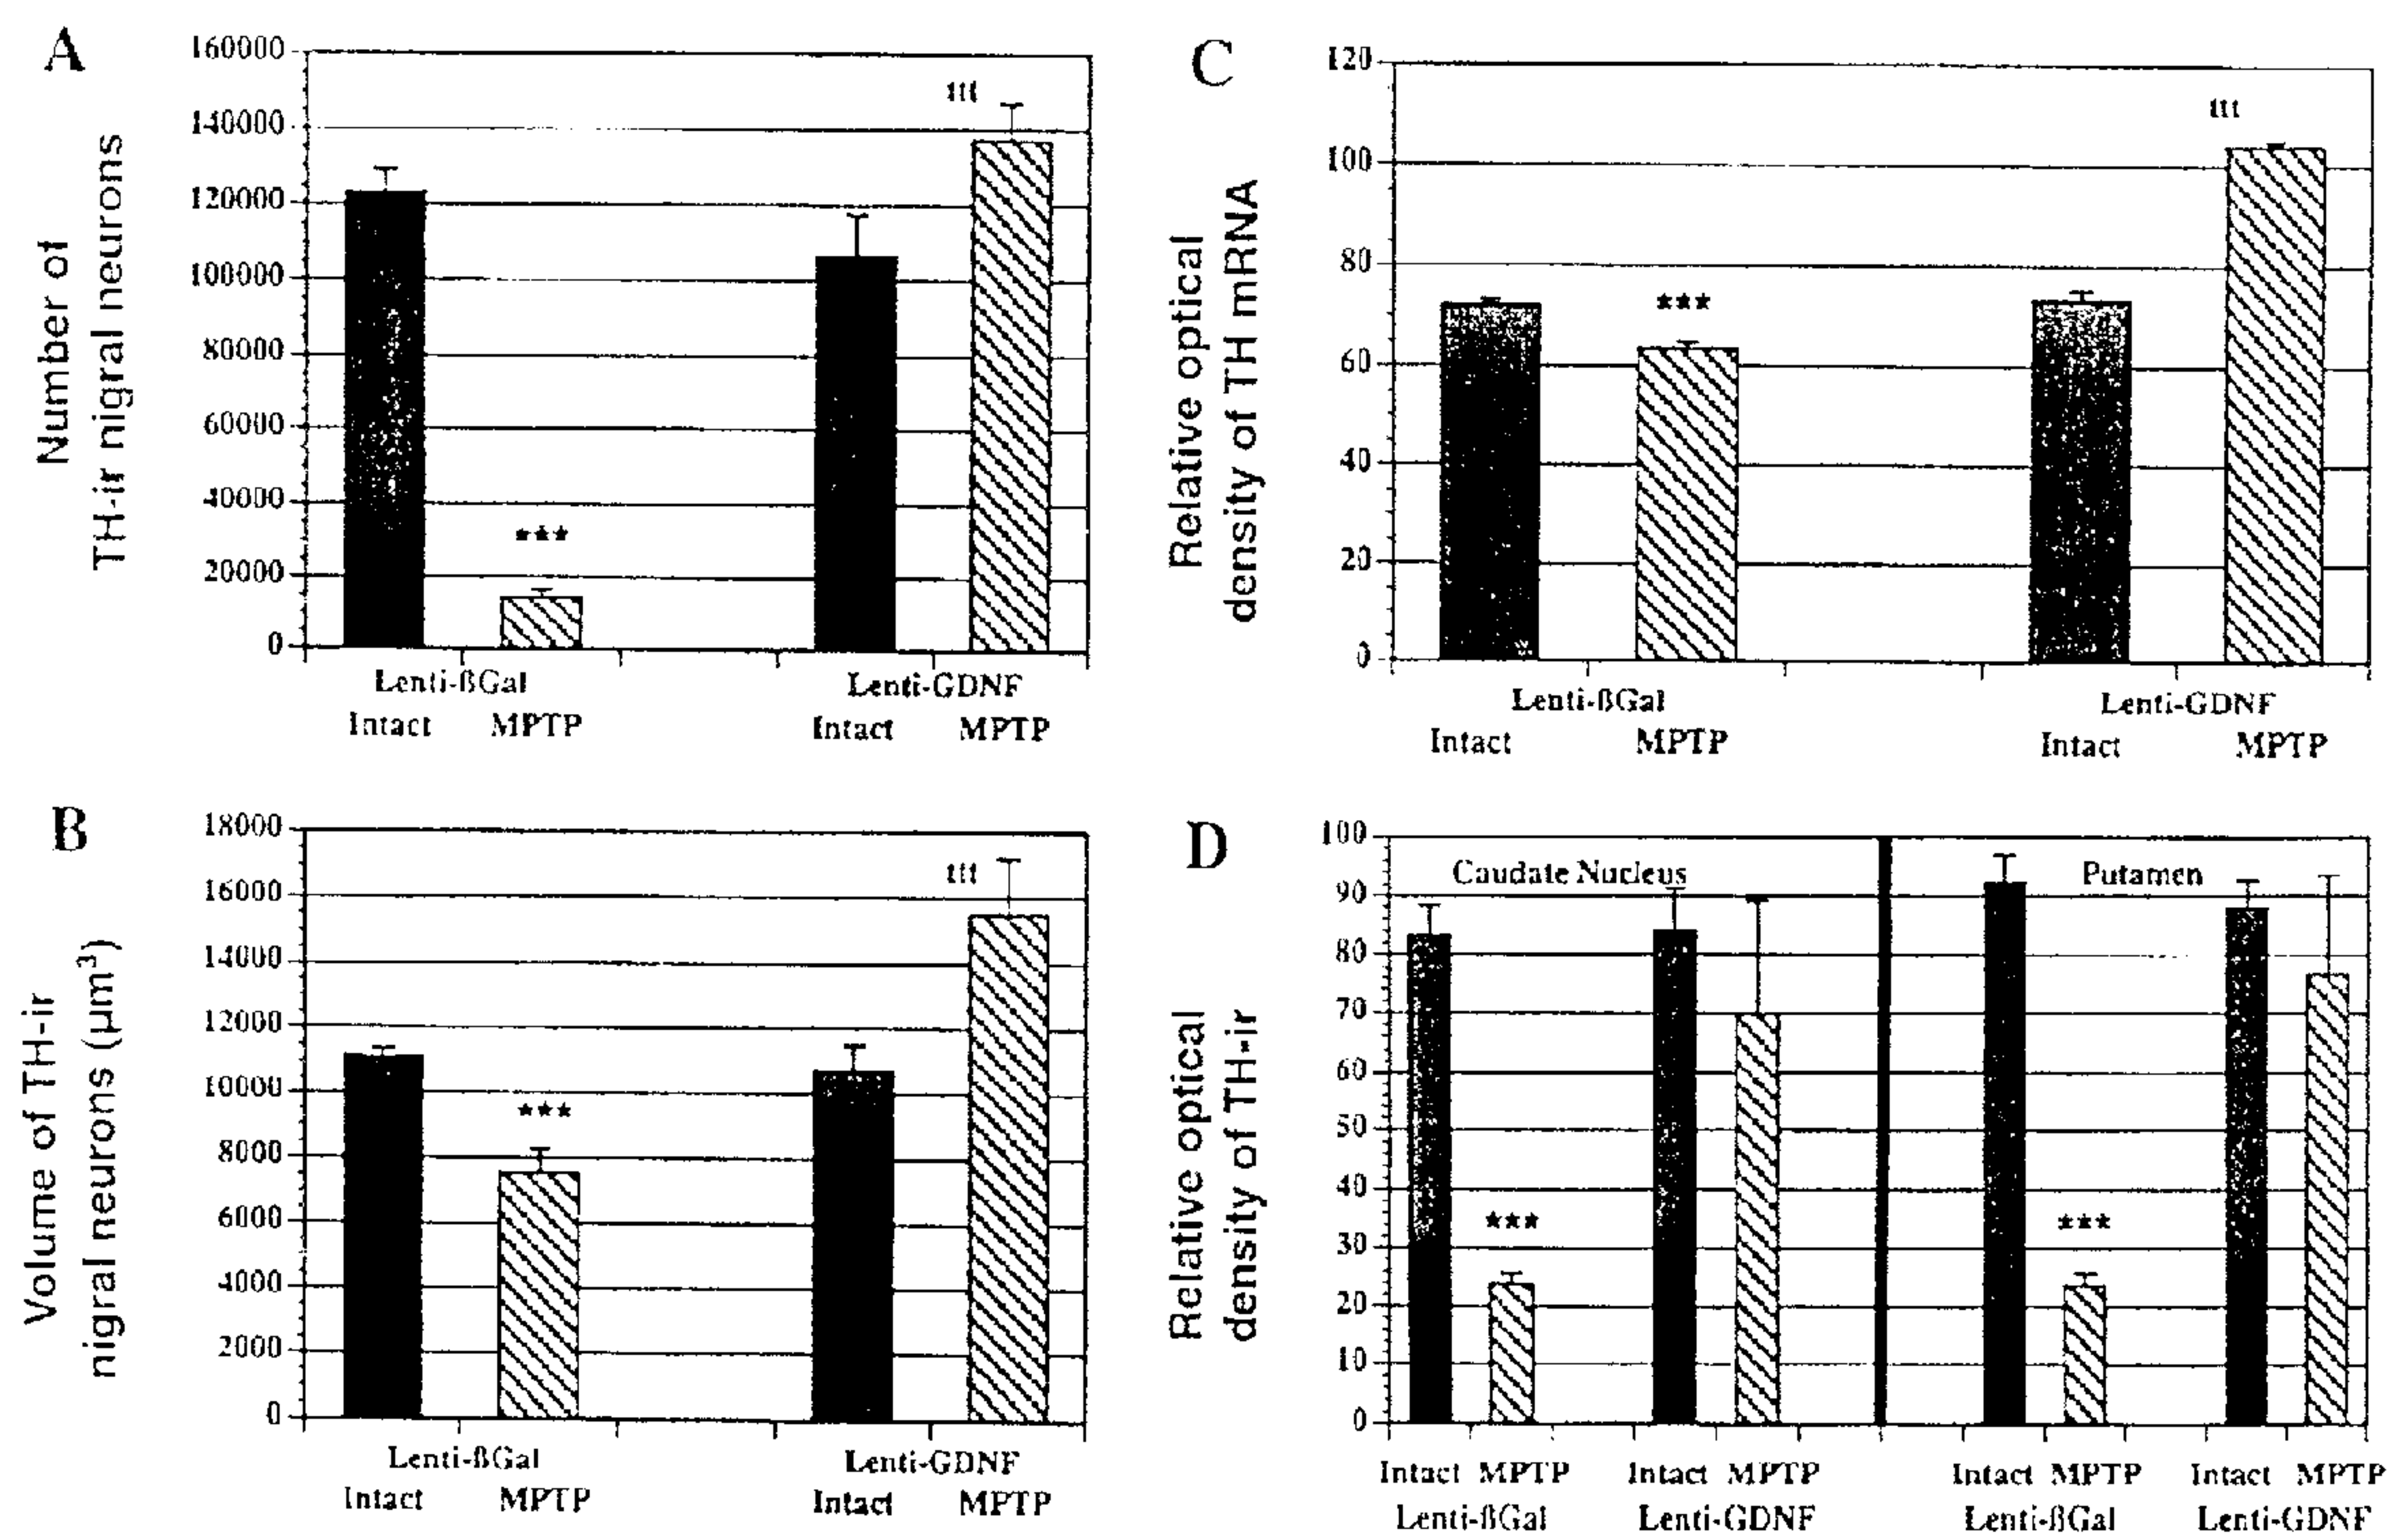 A
Number of
TH-ir nigral neurons
160000
140000
120000
100000
80000
60000
40000
20000
0
***
ttt
Lenti-ßGal
Lenti-GDNF
Intact
MPTP
Intact
MPTP
B
Volume of TH-ir
nigral neurons (µm³)
18000
16000
14000
12000
10000
8000
6000
4000
2000
0
***
ttt
Lenti-ßGal
Lenti-GDNF
Intact
MPTP
Intact
MPTP
C
Relative optical
density of TH mRNA
120
100
80
60
40
20
0
***
ttt
Lenti-ßGal
Lenti-GDNF
Intact
MPTP
Intact
MPTP
D
Relative optical
density of TH-ir
100
90
80
70
60
50
40
30
20
10
0
Caudate Nucleus
Putamen
***
***
Intact MPTP
Intact MPTP
Intact MPTP
Intact MPTP
Lenti-ßGal
Lenti-GDNF
Lenti-ßGal
Lenti-GDNF